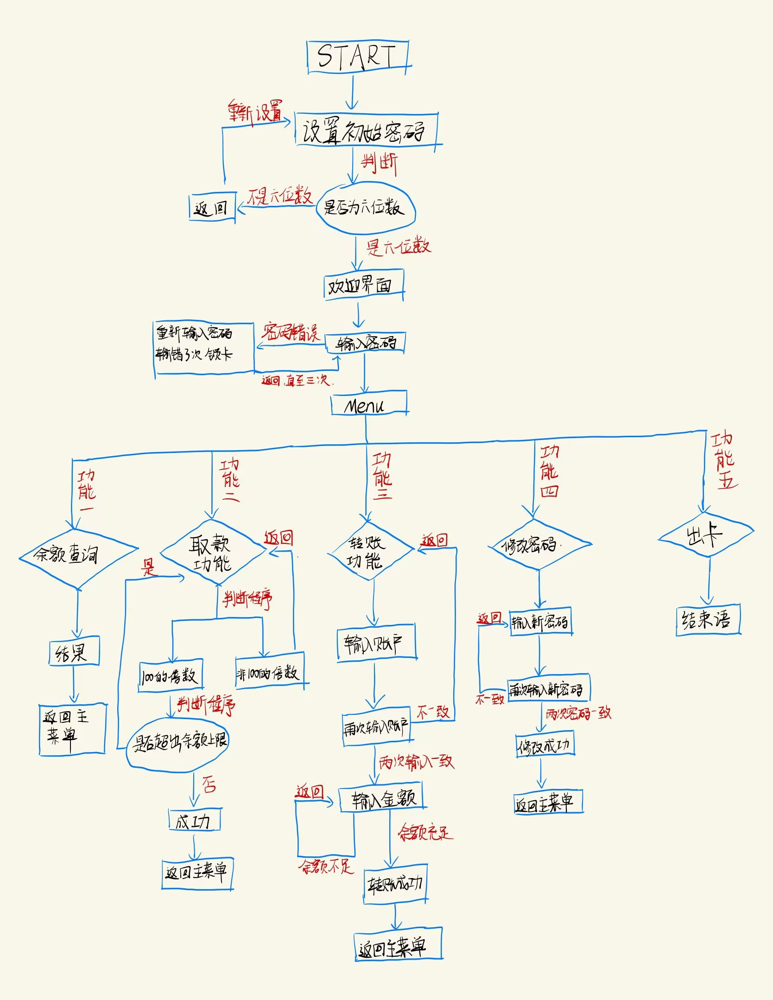 START
重新设置
设置初始密码
判断
不是六位数
返回
是否为六位数
是六位数
欢迎界面
重新输入密码
输错3次 锁卡
密码错误
输入密码
返回,直至三次.
Menu
功能一
功能二
功能三
功能四
功能五
余额查询
取款
功能
返回
转账
功能
返回
修改密码.
出卡
是
判断程序
结果
100的倍数
非100的倍数
输入账户
返回
输入新密码
结束语
返回主
菜单
判断程序
是否超出余额上限
再次输入账户
不一致
再次输入新密码
不一致
两次密码一致
否
两次输入一致
修改成功
成功
返回
输入金额
返回主菜单
余额充足
余额不足
返回主菜单
转账成功
返回主菜单